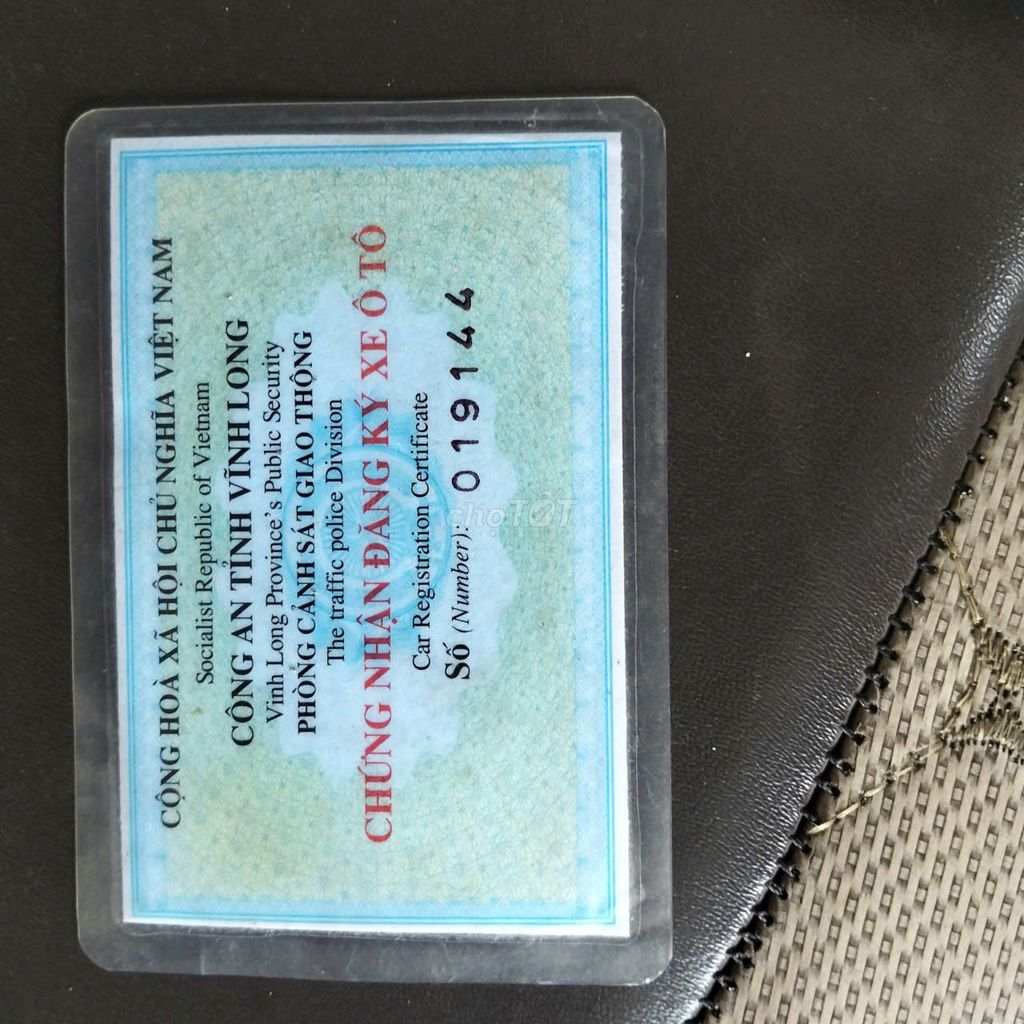 CỘNG HOÀ XÃ HỘI CHỦ NGHĨA VIỆT NAM
Socialist Republic of Vietnam
CÔNG AN TỈNH VĨNH LONG
Vinh Long Province's Public Security
PHÒNG CẢNH SÁT GIAO THÔNG
The traffic police Division
CHỨNG NHẬN ĐĂNG KÝ XE Ô TÔ
Car Registration Certificate
Số (Number): 019144
chợTỐT